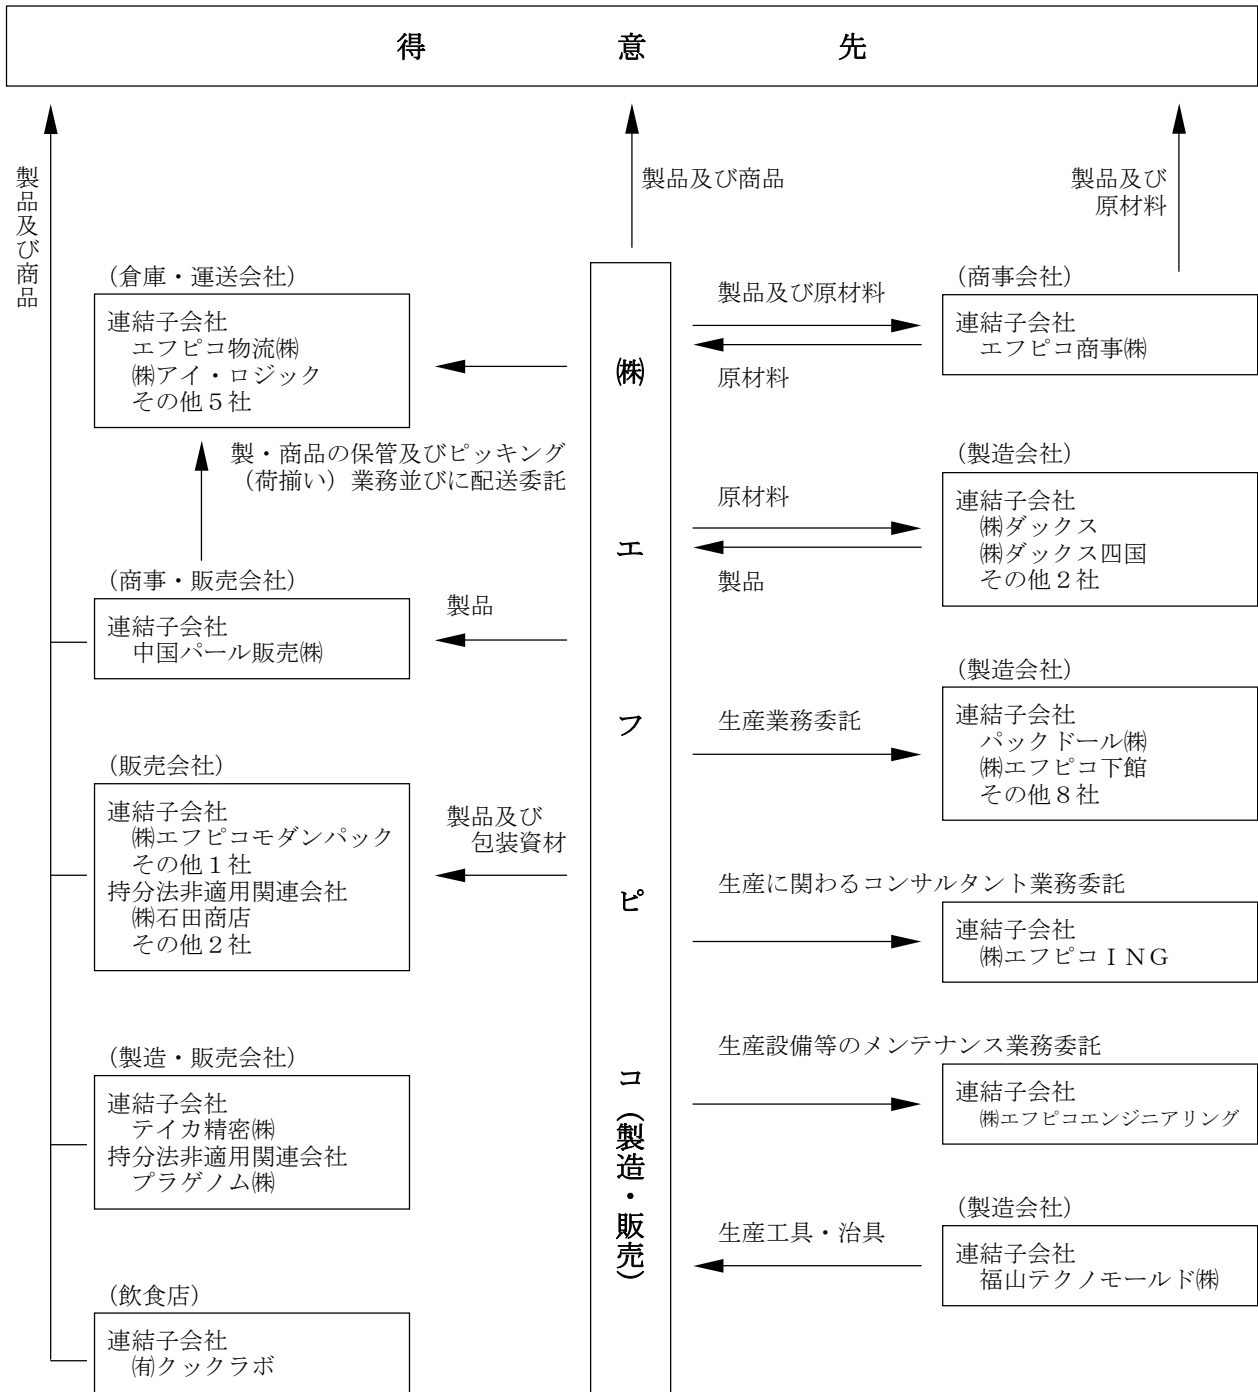 得意先
製品及び商品
製品及び商品
製品及び
原材料
(倉庫・運送会社)
連結子会社
エフピコ物流㈱
㈱アイ・ロジック
その他5社
製・商品の保管及びピッキング
(荷揃い)業務並びに配送委託
(商事・販売会社)
連結子会社
中国パール販売㈱
製品
(販売会社)
連結子会社
㈱エフピコモダンパック
その他1社
持分法非適用関連会社
㈱石田商店
その他2社
製品及び
包装資材
(製造・販売会社)
連結子会社
テイカ精密㈱
持分法非適用関連会社
プラゲノム㈱
(飲食店)
連結子会社
㈲クックラボ
㈱エフピコ(製造・販売)
製品及び原材料
原材料
(商事会社)
連結子会社
エフピコ商事㈱
原材料
製品
(製造会社)
連結子会社
㈱ダックス
㈱ダックス四国
その他2社
生産業務委託
(製造会社)
連結子会社
パックドール㈱
㈱エフピコ下館
その他8社
生産に関わるコンサルタント業務委託
連結子会社
㈱エフピコING
生産設備等のメンテナンス業務委託
連結子会社
㈱エフピコエンジニアリング
生産工具・治具
(製造会社)
連結子会社
福山テクノモールド㈱